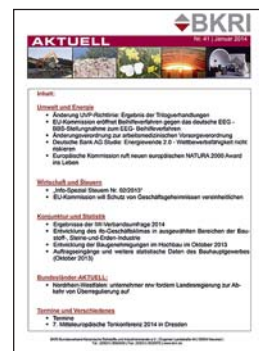 BKRI
AKTUELL
Nr. 41 | Januar 2014
Inhalt:
Umwelt und Energie
Änderung UVP-Richtlinie: Ergebnis der Trilogverhandlungen
EU-Kommission eröffnet Beihilfeverfahren gegen das deutsche EEG -
BBS-Stellungnahme zum EEG- Beihilfeverfahren
Änderungsverordnung zur arbeitsmedizinischen Vorsorgeverordnung
Deutsche Bank AG Studie: Energiewende 2.0 - Wettbewerbsfähigkeit nicht
riskieren
Europäische Kommission ruft neuen europäischen NATURA 2000 Award
ins Leben
Wirtschaft und Steuern
„Info-Spezial Steuern Nr. 02/2013"
EU-Kommission will Schutz von Geschäftsgeheimnissen vereinheitlichen
Konjunktur und Statistik
Ergebnisse der IW-Verbandsumfrage 2014
Entwicklung des ifo-Geschäftsklimas in ausgewählten Bereichen der Bau-
stoff-, Steine-und-Erden-Industrie
Entwicklung der Baugenehmigungen im Hochbau im Oktober 2013
Auftragseingänge und weitere statistische Daten des Bauhauptgewerbes
(Oktober 2013)
Bundesländer AKTUELL:
Nordrhein-Westfalen: unternehmer nrw fordern Landesregierung zur Ab-
kehr von Überregulierung auf
Termine und Verschiedenes
Termine
7. Mitteleuropäische Tonkonferenz 2014 in Dresden